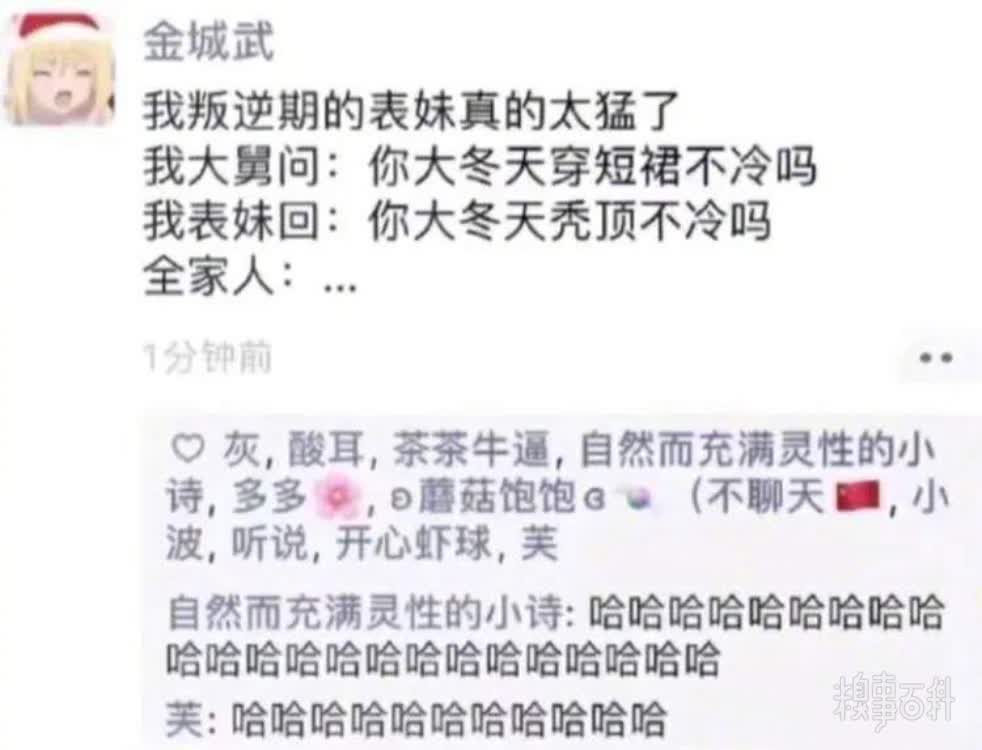 金城武
我叛逆期的表妹真的太猛了
我大舅问：你大冬天穿短裙不冷吗
我表妹回：你大冬天秃顶不冷吗
全家人：...
1分钟前
♡ 灰, 酸耳, 茶茶牛逼, 自然而充满灵性的小
诗, 多多🌸, ʚ蘑菇饱饱ɞ （不聊天🇨🇳, 小
波, 听说, 开心虾球, 芙
自然而充满灵性的小诗: 哈哈哈哈哈哈哈哈哈
哈哈哈哈哈哈哈哈哈哈哈哈哈哈
芙: 哈哈哈哈哈哈哈哈哈哈哈
糗事百科